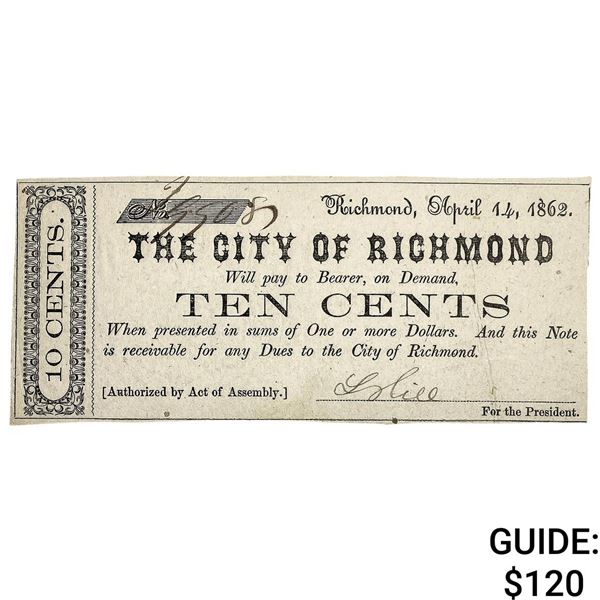 No.
Richmond, April 14, 1862.
THE CITY OF RICHMOND
Will pay to Bearer, on Demand,
TEN CENTS
When presented in sums of One or more Dollars. And this Note
is receivable for any Dues to the City of Richmond.
[Authorized by Act of Assembly.]
For the President.
10 CENTS.
GUIDE:
$120